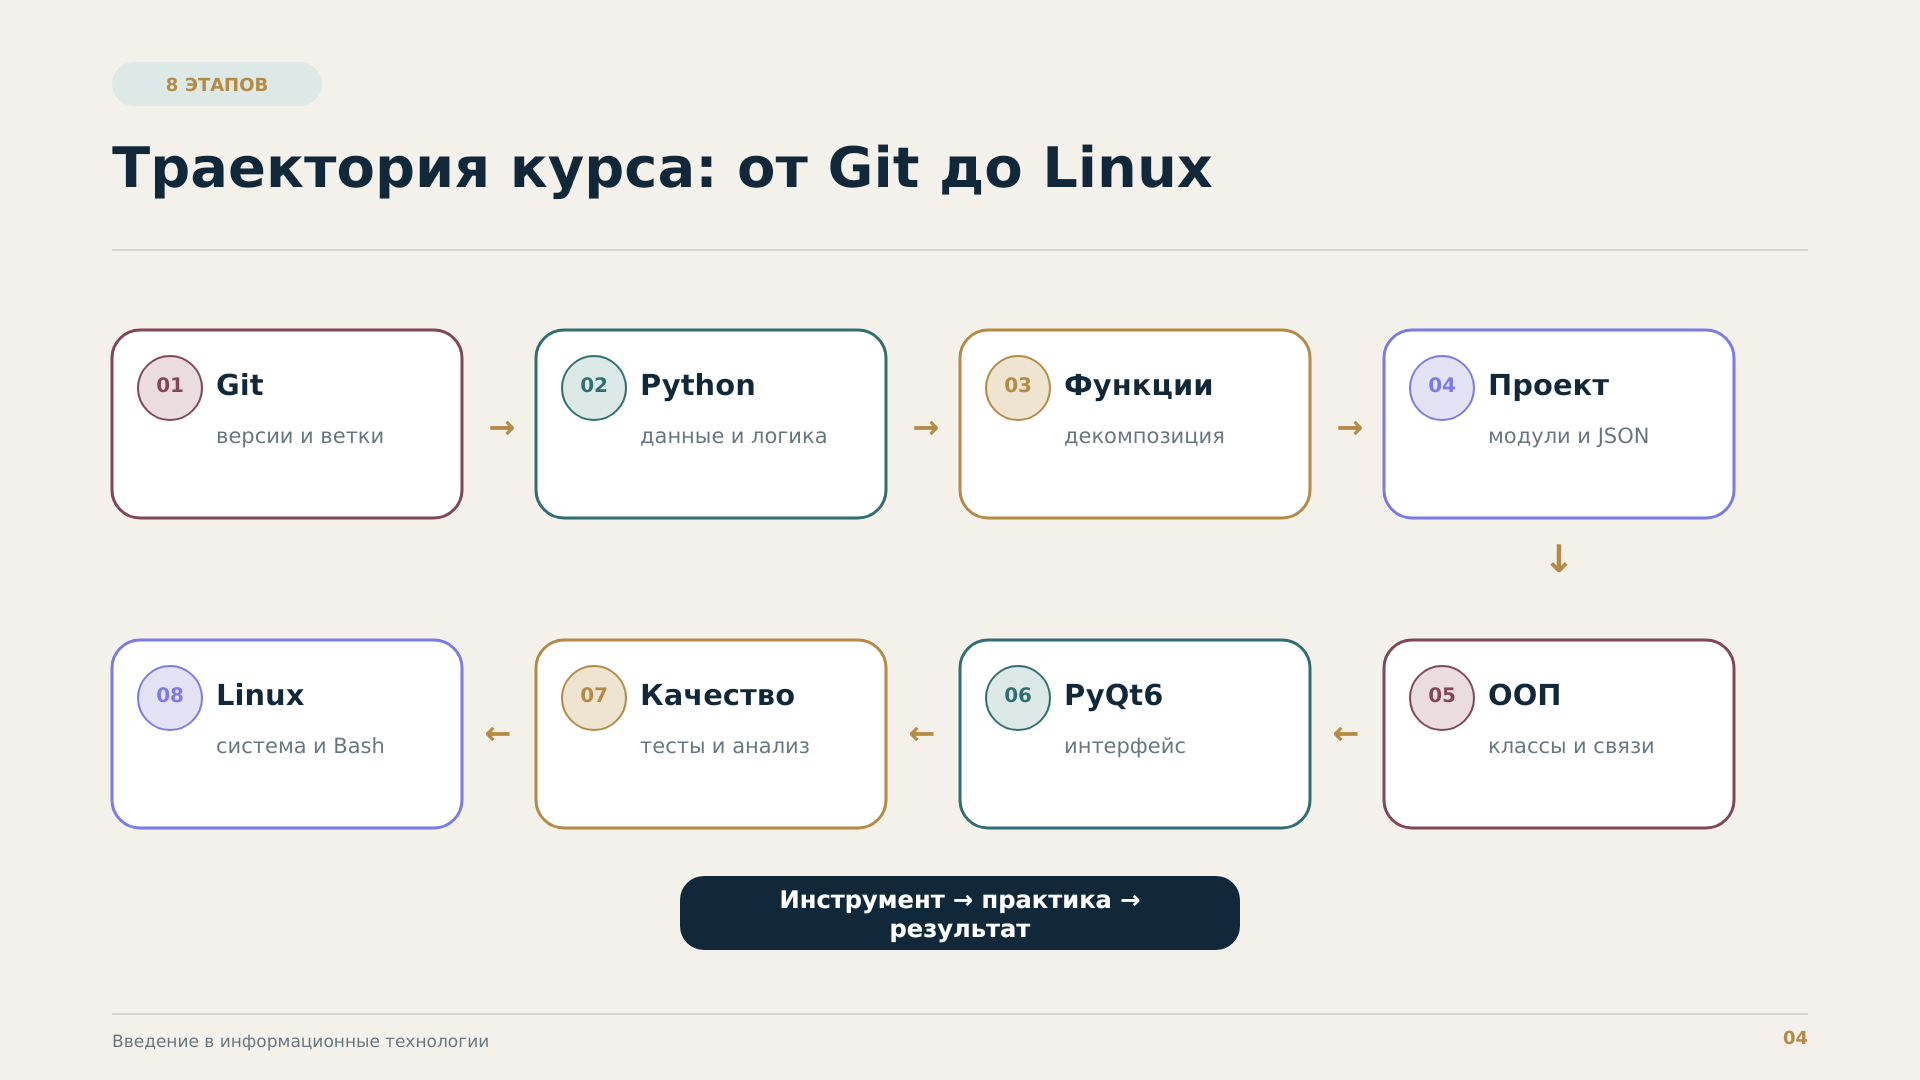 8 ЭТАПОВ
Траектория курса: от Git до Linux
01 Git
версии и ветки
→
02 Python
данные и логика
→
03 Функции
декомпозиция
→
04 Проект
модули и JSON
↓
08 Linux
система и Bash
←
07 Качество
тесты и анализ
←
06 PyQt6
интерфейс
←
05 ООП
классы и связи
Инструмент → практика →
результат
Введение в информационные технологии
04